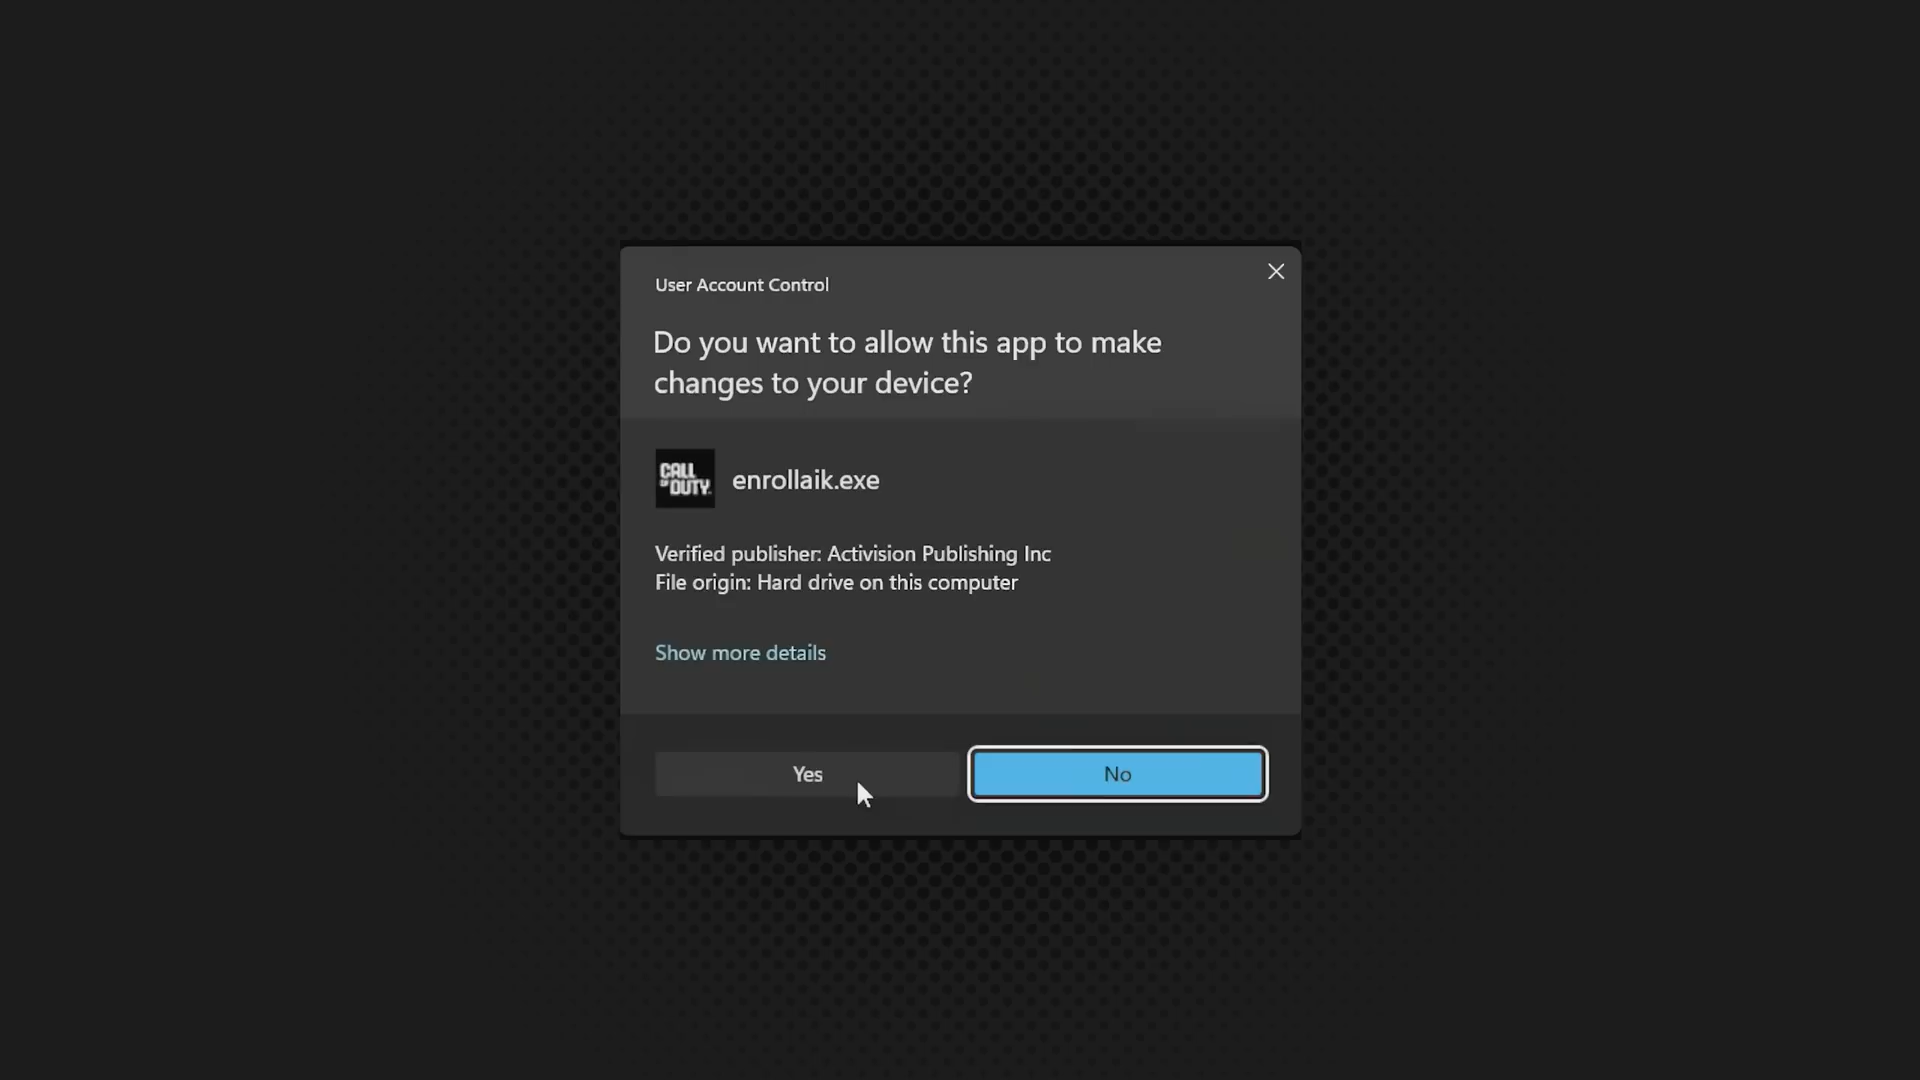 User Account Control
Do you want to allow this app to make
changes to your device?
CALL
OF DUTY.
enrollaik.exe
Verified publisher: Activision Publishing Inc
File origin: Hard drive on this computer
Show more details
Yes
No